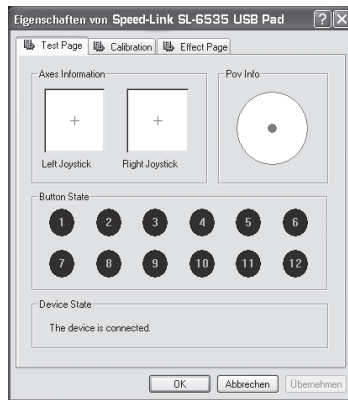 Eigenschaften von Speed-Link SL-6535 USB Pad
Test Page Calibration Effect Page
Axes Information Pov Info
Left Joystick Right Joystick
Button State
1 2 3 4 5 6
7 8 9 10 11 12
Device State
The device is connected.
OK Abbrechen Übernehmen